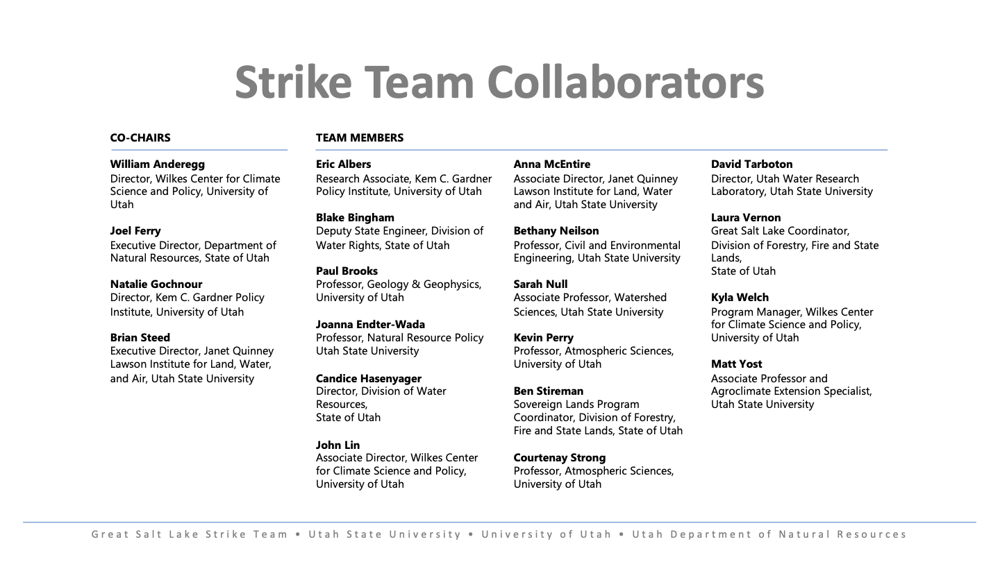 Strike Team Collaborators
CO-CHAIRS
William Anderegg
Director, Wilkes Center for Climate
Science and Policy, University of
Utah
Joel Ferry
Executive Director, Department of
Natural Resources, State of Utah
Natalie Gochnour
Director, Kem C. Gardner Policy
Institute, University of Utah
Brian Steed
Executive Director, Janet Quinney
Lawson Institute for Land, Water,
and Air, Utah State University
TEAM MEMBERS
Eric Albers
Research Associate, Kem C. Gardner
Policy Institute, University of Utah
Blake Bingham
Deputy State Engineer, Division of
Water Rights, State of Utah
Paul Brooks
Professor, Geology & Geophysics,
University of Utah
Joanna Endter-Wada
Professor, Natural Resource Policy
Utah State University
Candice Hasenyager
Director, Division of Water
Resources,
State of Utah
John Lin
Associate Director, Wilkes Center
for Climate Science and Policy,
University of Utah
Anna McEntire
Associate Director, Janet Quinney
Lawson Institute for Land, Water
and Air, Utah State University
Bethany Neilson
Professor, Civil and Environmental
Engineering, Utah State University
Sarah Null
Associate Professor, Watershed
Sciences, Utah State University
Kevin Perry
Professor, Atmospheric Sciences,
University of Utah
Ben Stireman
Sovereign Lands Program
Coordinator, Division of Forestry,
Fire and State Lands, State of Utah
Courtenay Strong
Professor, Atmospheric Sciences,
University of Utah
David Tarboton
Director, Utah Water Research
Laboratory, Utah State University
Laura Vernon
Great Salt Lake Coordinator,
Division of Forestry, Fire and State
Lands,
State of Utah
Kyla Welch
Program Manager, Wilkes Center
for Climate Science and Policy,
University of Utah
Matt Yost
Associate Professor and
Agroclimate Extension Specialist,
Utah State University
Great Salt Lake Strike Team • Utah State University • University of Utah • Utah Department of Natural Resources